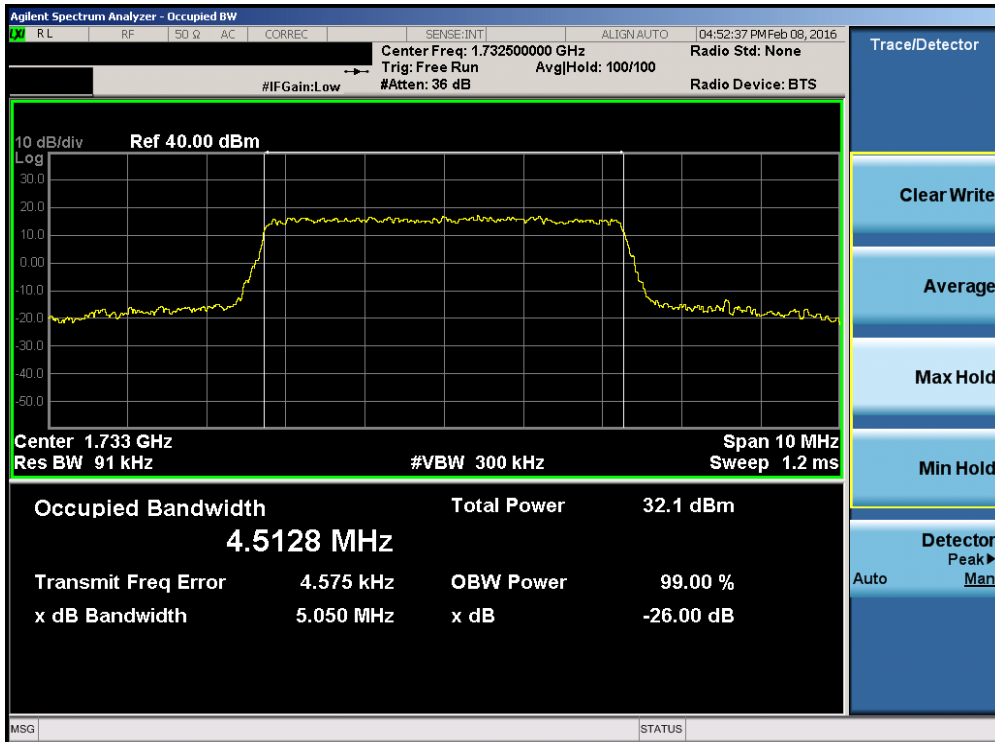 Agilent Spectrum Analyzer - Occupied BW
LXI RL RF 50 Ω AC CORREC SENSE:INT ALIGN AUTO 04:52:37 PM Feb 08, 2016
Center Freq: 1.732500000 GHz Radio Std: None
Trig: Free Run Avg|Hold: 100/100
#IFGain:Low #Atten: 36 dB Radio Device: BTS
10 dB/div Ref 40.00 dBm
Log
30.0
20.0
10.0
0.00
-10.0
-20.0
-30.0
-40.0
-50.0
Center 1.733 GHz Span 10 MHz
Res BW 91 kHz #VBW 300 kHz Sweep 1.2 ms
Occupied Bandwidth Total Power 32.1 dBm
4.5128 MHz
Transmit Freq Error 4.575 kHz OBW Power 99.00 %
x dB Bandwidth 5.050 MHz x dB -26.00 dB
MSG STATUS
Trace/Detector
Clear Write
Average
Max Hold
Min Hold
Detector
Peak▶
Auto Man